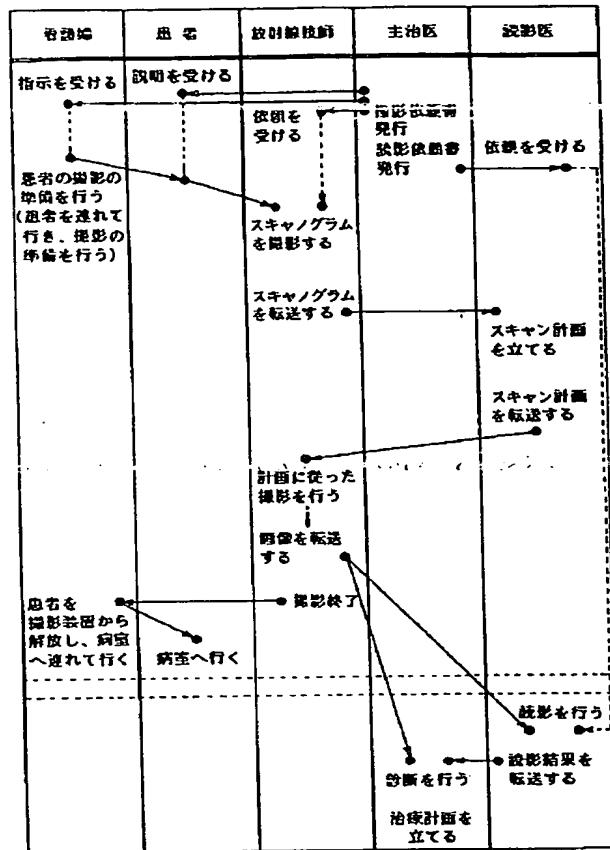 看護婦
患者
放射線技師
主治医
読影医
指示を受ける
説明を受ける
依頼を
受ける
撮影依頼書
発行
読影依頼書
発行
依頼を受ける
患者の撮影の
準備を行う
(患者を連れて
行き、撮影の
準備を行う)
スキャノグラム
を撮影する
スキャノグラム
を転送する
スキャン計画
を立てる
スキャン計画
を転送する
計画に従った
撮影を行う
画像を転送
する
患者を
撮影装置から
解放し、病室
へ連れて行く
撮影終了
病室へ行く
読影を行う
診断を行う
読影結果を
転送する
治療計画を
立てる